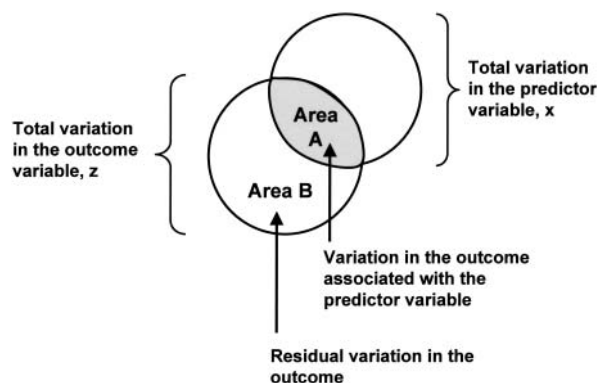 Total variation
in the predictor
variable, x
Total variation
in the outcome
variable, z
Area
A
Area B
Variation in the outcome
associated with the
predictor variable
Residual variation in the
outcome